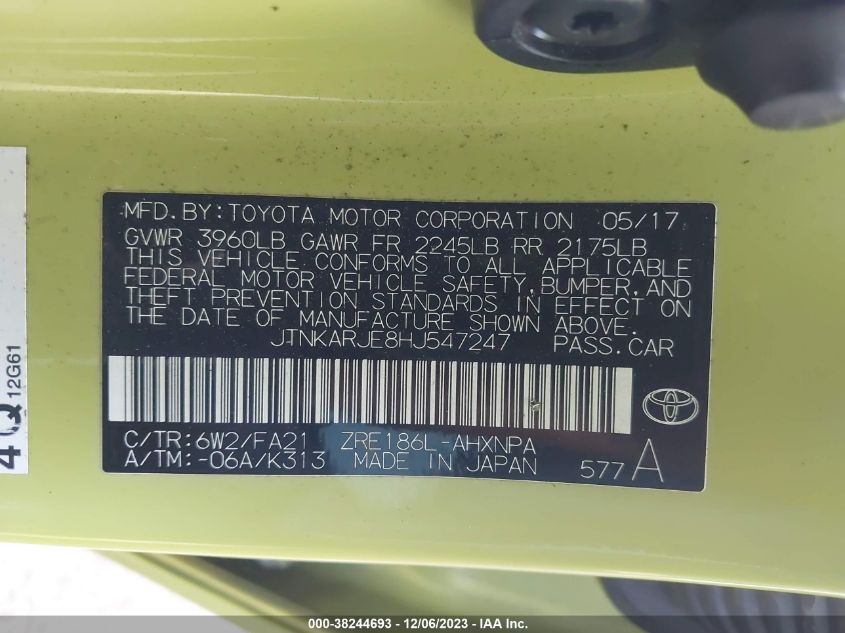 MFD. BY: TOYOTA MOTOR CORPORATION 05/17
GVWR 3960LB GAWR FR 2245LB RR 2175LB
THIS VEHICLE CONFORMS TO ALL APPLICABLE
FEDERAL MOTOR VEHICLE SAFETY, BUMPER, AND
THEFT PREVENTION STANDARDS IN EFFECT ON
THE DATE OF MANUFACTURE SHOWN ABOVE.
JTNKARJE8HJ547247 PASS. CAR
C/TR: 6W2/FA21 ZRE186L-AHXNPA
A/TM: -06A/K313 MADE IN JAPAN 577 A
12G61
000-38244693 - 12/06/2023 - IAA Inc.